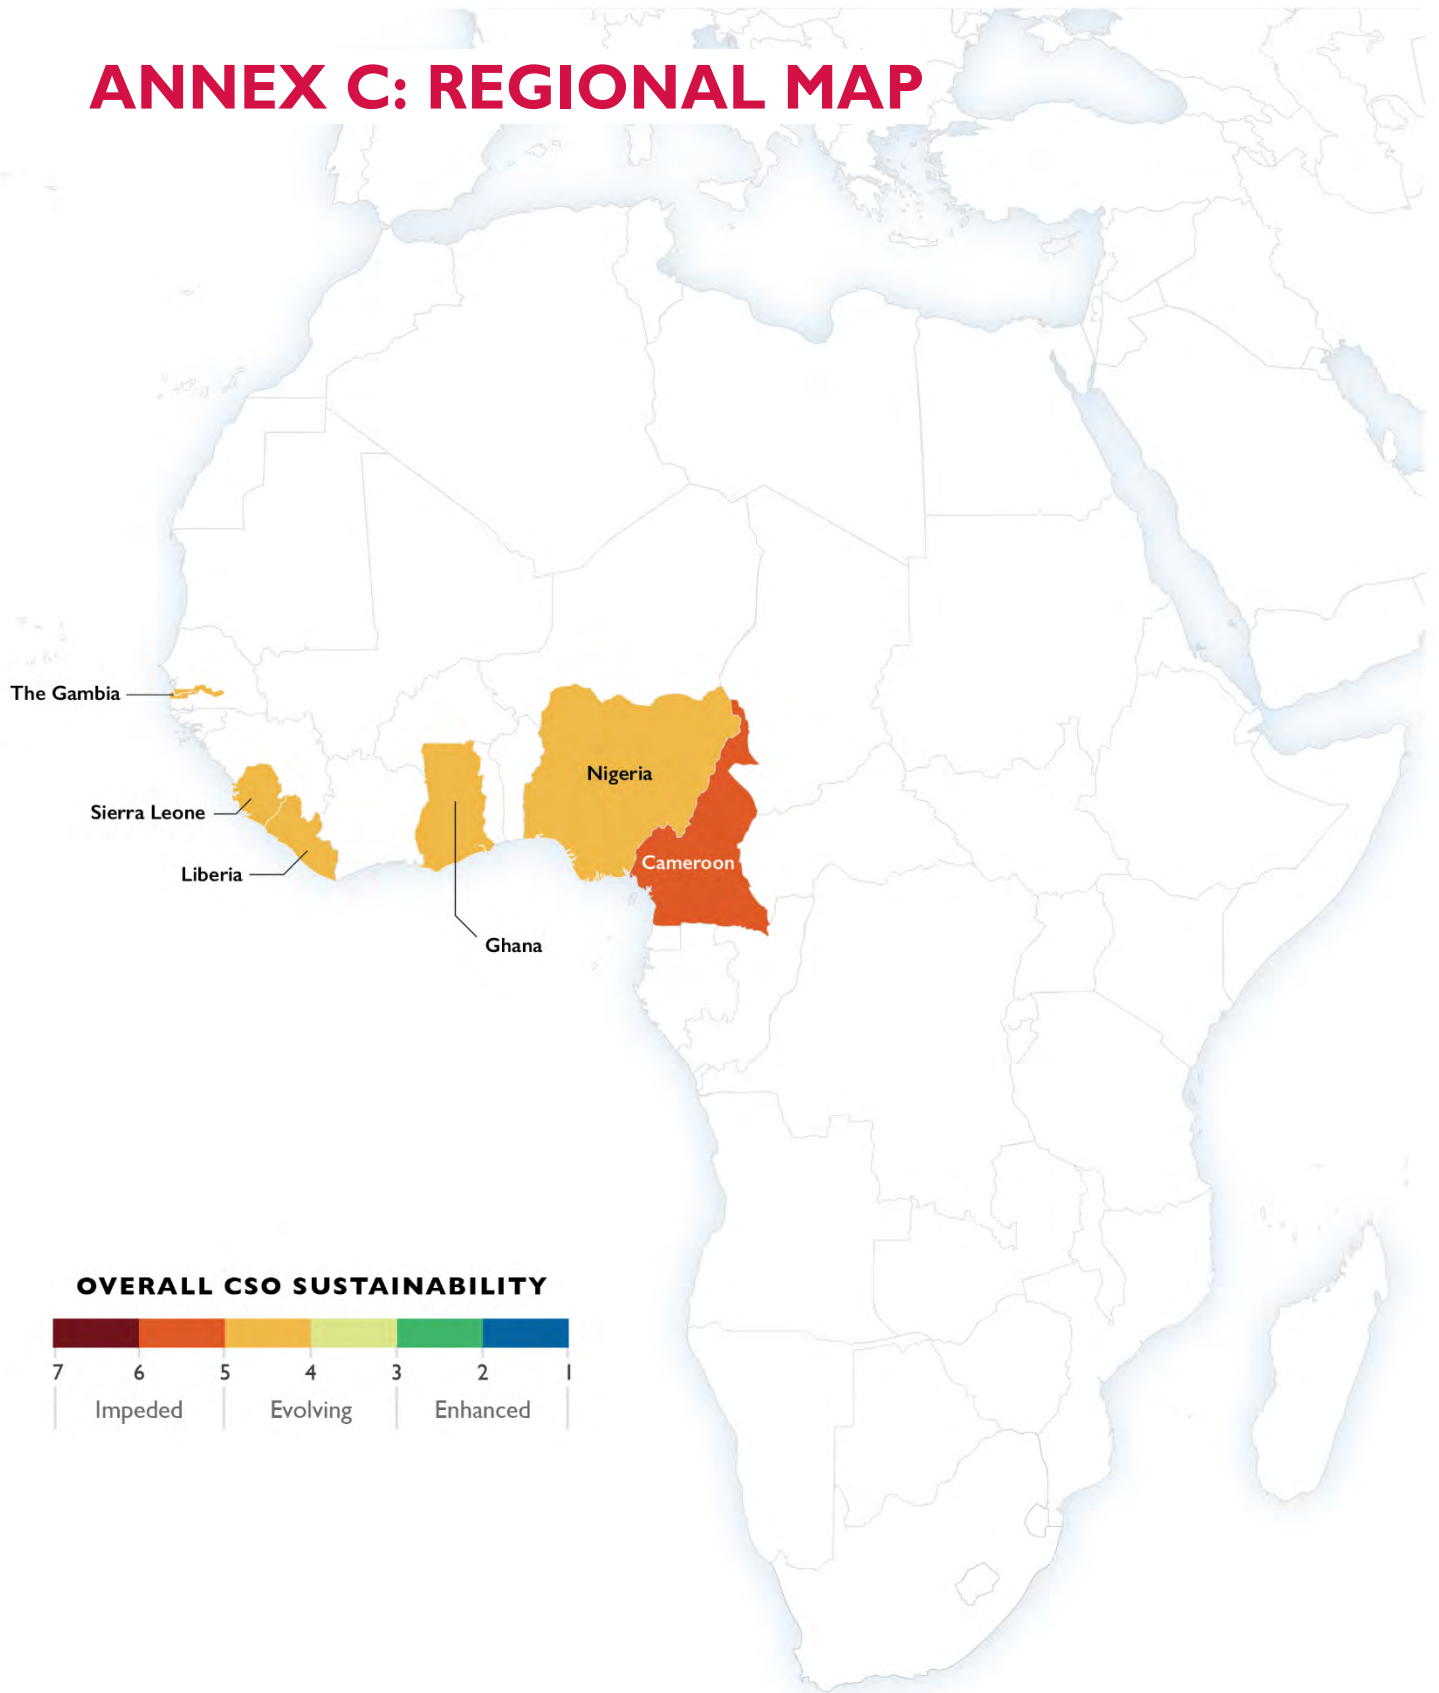 ANNEX C: REGIONAL MAP
The Gambia
Nigeria
Sierra Leone
Cameroon
Liberia
Ghana
OVERALL CSO SUSTAINABILITY
7 6 5 4 3 2 1
Impeded Evolving Enhanced